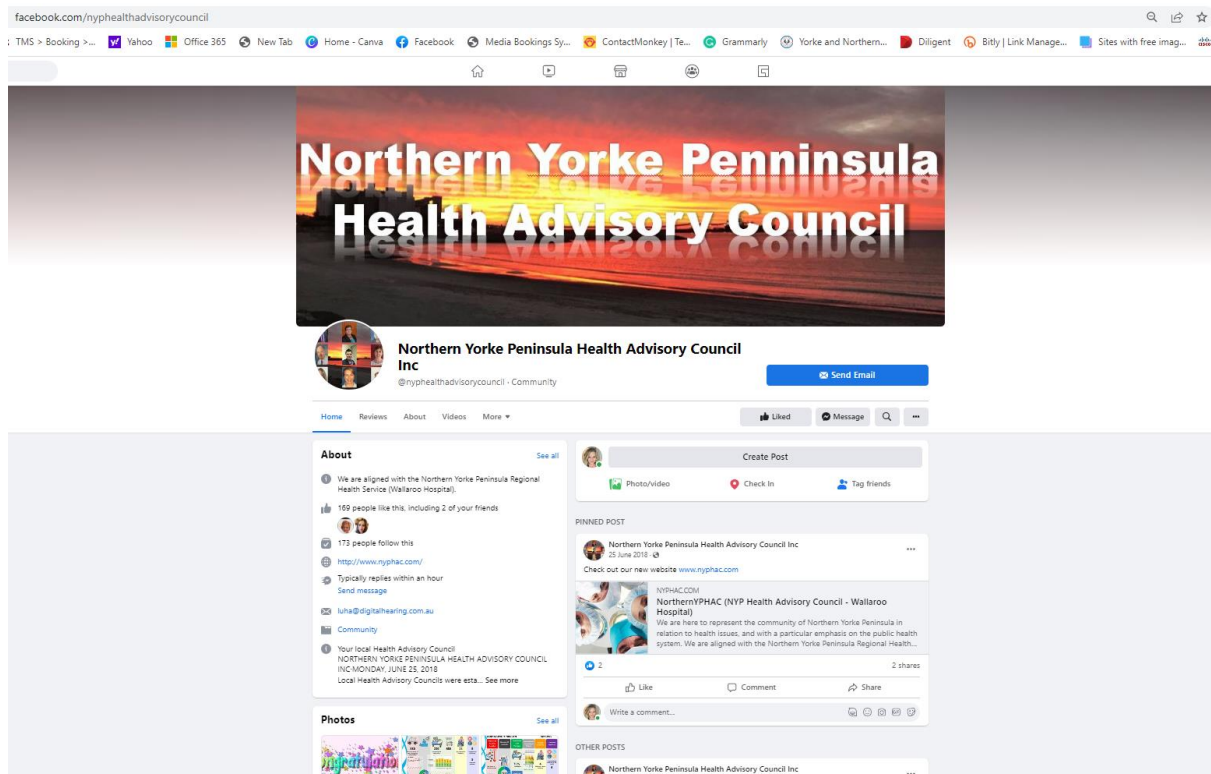 facebook.com/nyphealthadvisorycouncil
TMS > Booking >... Yahoo Office 365 New Tab Home - Canva Facebook Media Bookings Sy... ContactMonkey | Te... Grammarly Yorke and Northern... Diligent Bitly | Link Manage... Sites with free imag...
Northern Yorke Penninsula
Health Advisory Council
Northern Yorke Peninsula Health Advisory Council
Inc
@nyphealthadvisorycouncil · Community
Send Email
Home Reviews About Videos More
Liked Message
About See all
We are aligned with the Northern Yorke Peninsula Regional
Health Service (Wallaroo Hospital).
169 people like this, including 2 of your friends
173 people follow this
http://www.nyphac.com/
Typically replies within an hour
Send message
luha@digitalhearing.com.au
Community
Your local Health Advisory Council
NORTHERN YORKE PENINSULA HEALTH ADVISORY COUNCIL
INC·MONDAY, JUNE 25, 2018
Local Health Advisory Councils were esta... See more
Photos See all
Create Post
Photo/video Check In Tag friends
PINNED POST
Northern Yorke Peninsula Health Advisory Council Inc
25 June 2018
Check out our new website www.nyphac.com
NYPHAC.COM
NorthernYPHAC (NYP Health Advisory Council - Wallaroo
Hospital)
We are here to represent the community of Northern Yorke Peninsula in
relation to health issues, and with a particular emphasis on the public health
system. We are aligned with the Northern Yorke Peninsula Regional Health...
2 2 shares
Like Comment Share
Write a comment...
OTHER POSTS
Northern Yorke Peninsula Health Advisory Council Inc